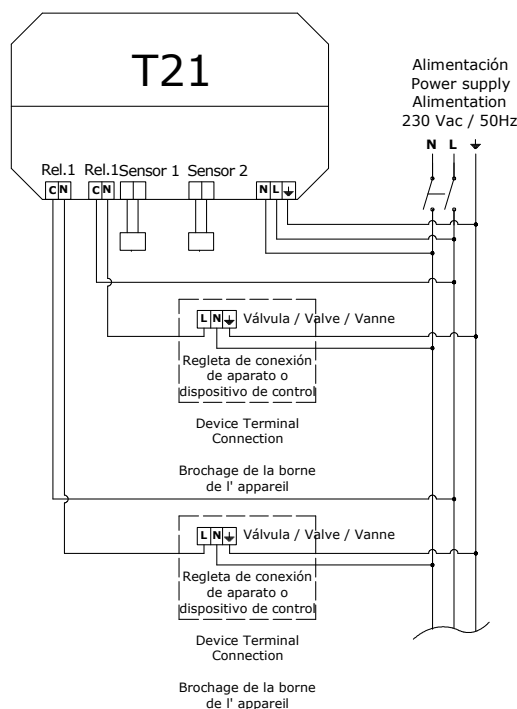 T21
Alimentación
Power supply
Alimentation
230 Vac / 50Hz
N L
Rel.1 Rel.1 Sensor 1 Sensor 2
C N C N N L
L N Válvula / Valve / Vanne
Regleta de conexión
de aparato o
dispositivo de control
Device Terminal
Connection
Brochage de la borne
de l' appareil
L N Válvula / Valve / Vanne
Regleta de conexión
de aparato o
dispositivo de control
Device Terminal
Connection
Brochage de la borne
de l' appareil